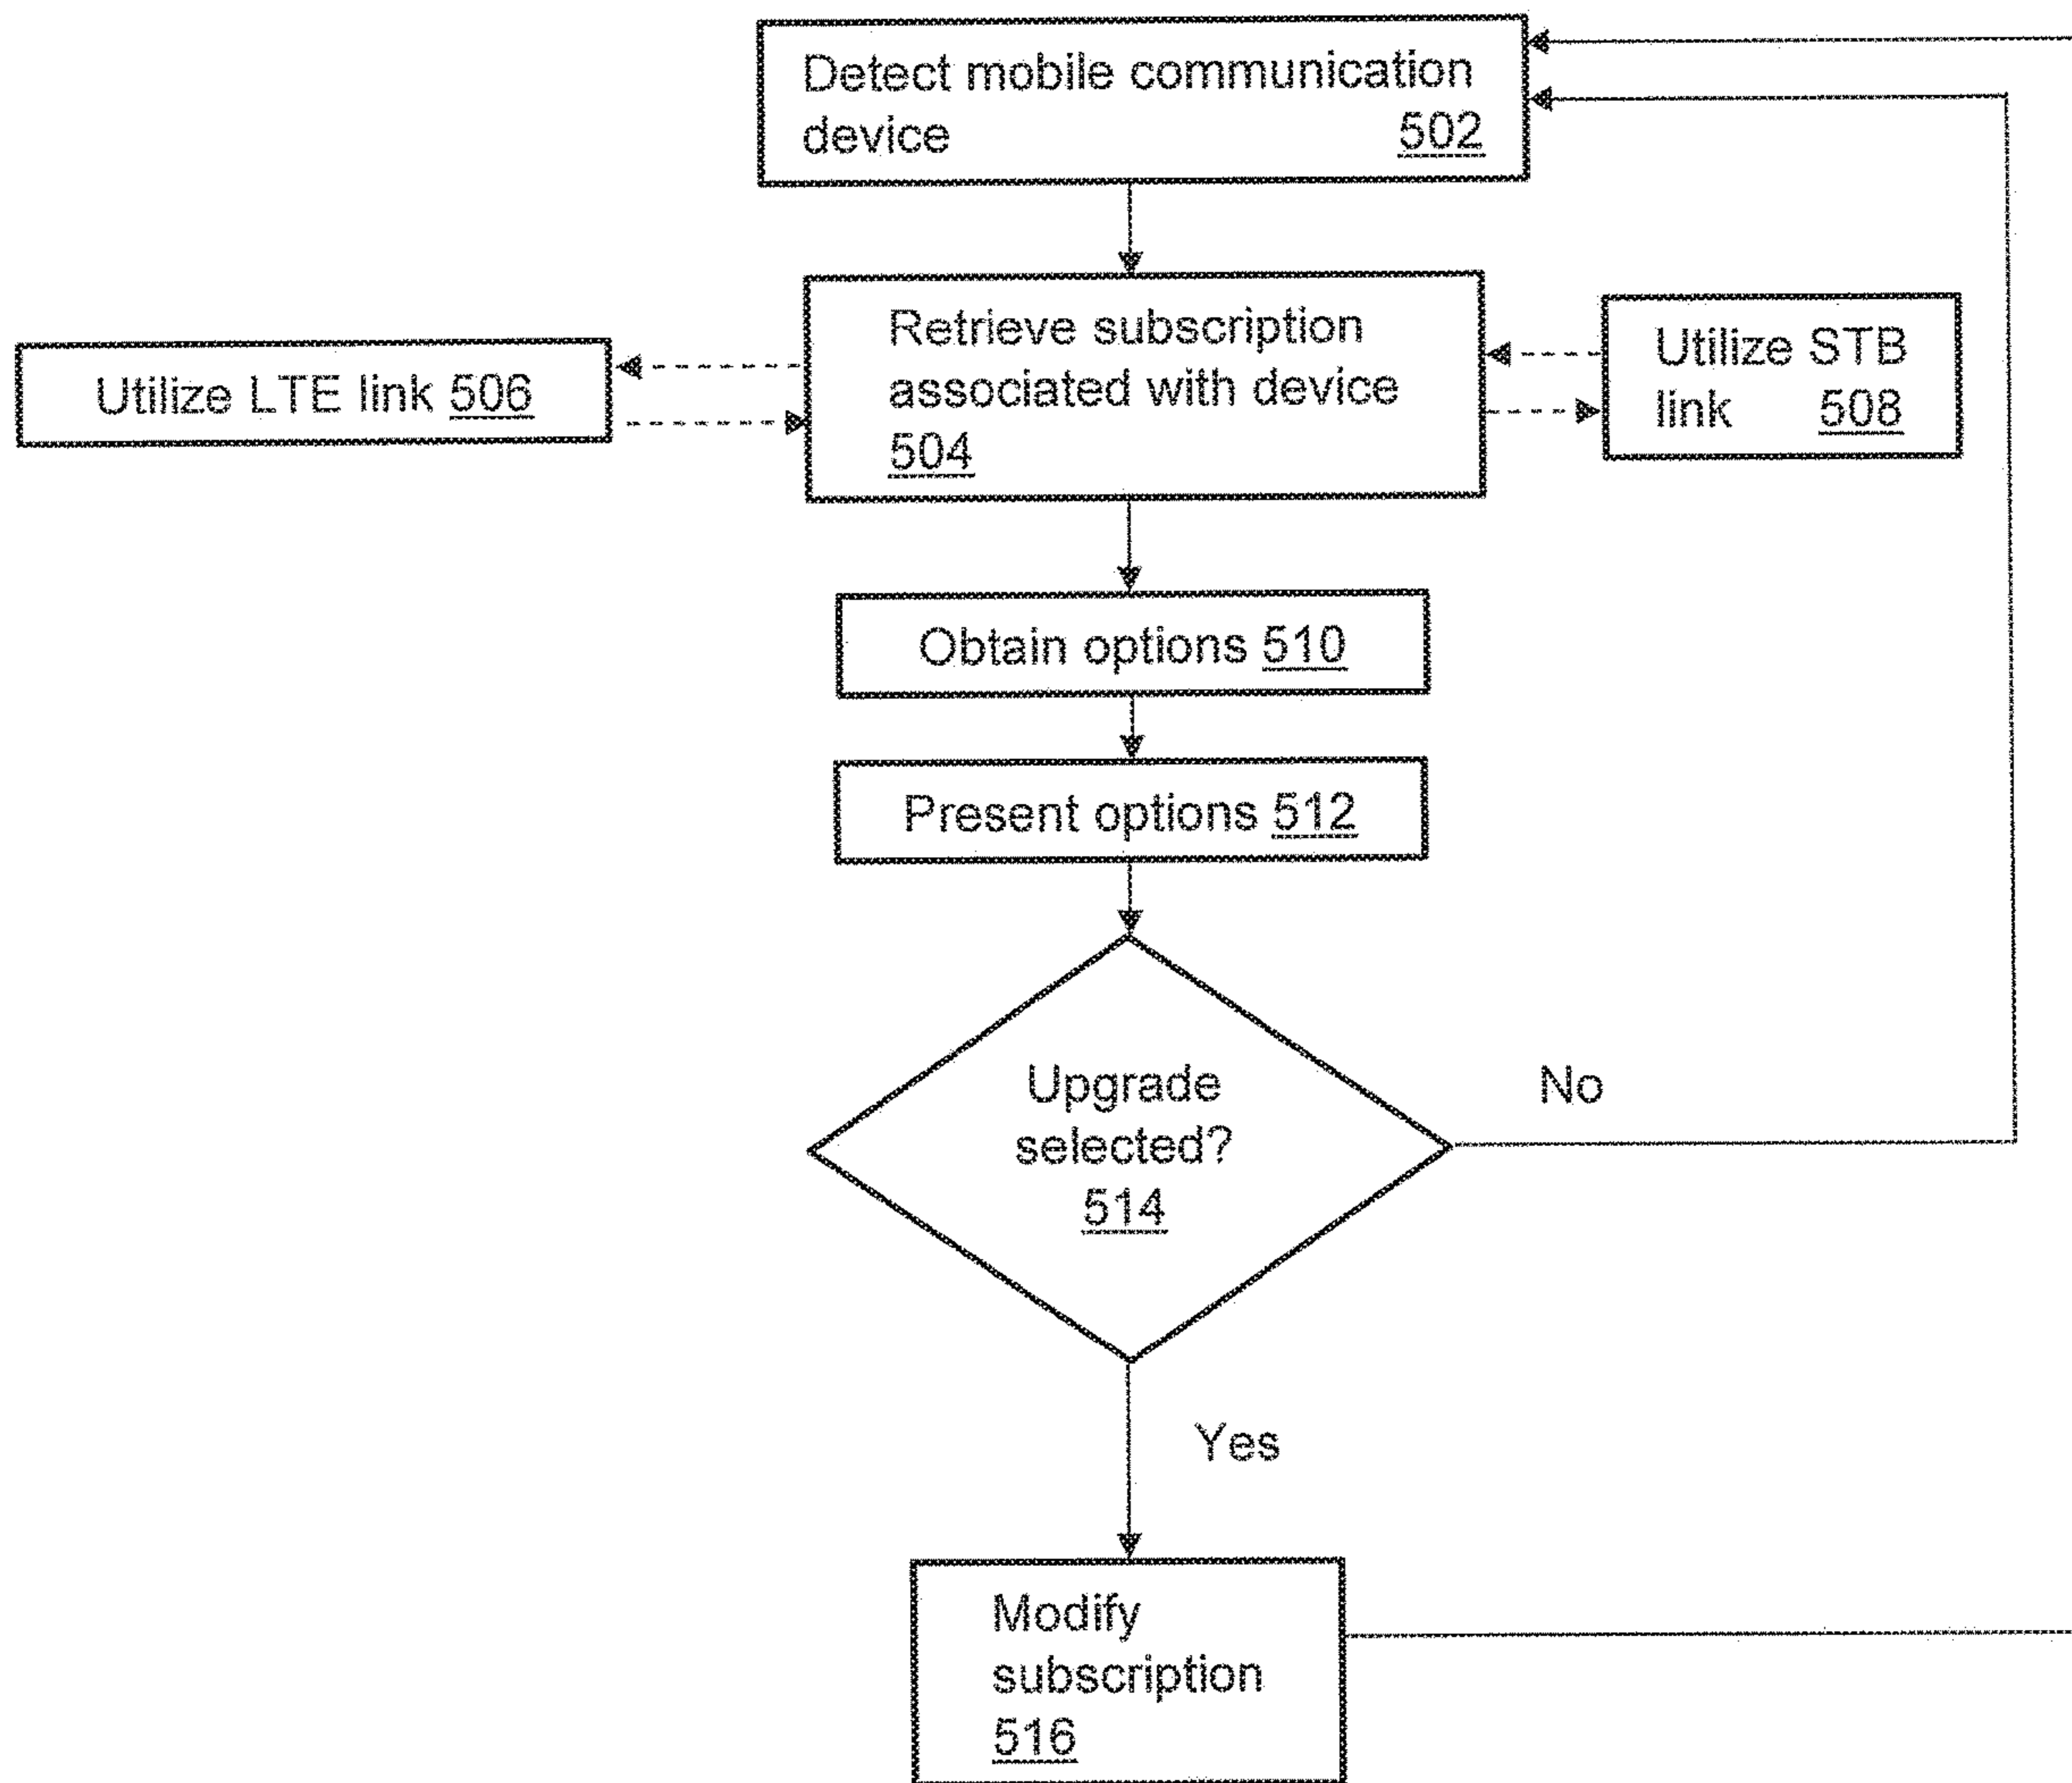 Detect mobile communication
device 502
Retrieve subscription
associated with device
504
Utilize LTE link 506
Utilize STB
link 508
Obtain options 510
Present options 512
Upgrade
selected?
514
No
Yes
Modify
subscription
516